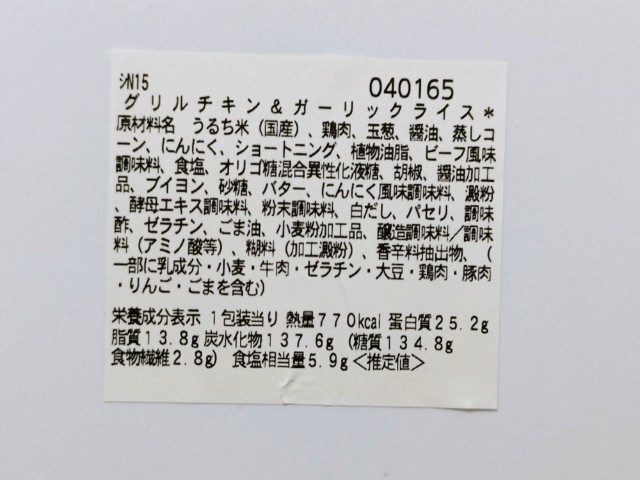 ｼN15 040165
グリルチキン&ガーリックライス*
原材料名 うるち米（国産）、鶏肉、玉葱、醤油、蒸しコ
ーン、にんにく、ショートニング、植物油脂、ビーフ風味
調味料、食塩、オリゴ糖混合異性化液糖、胡椒、醤油加工
品、ブイヨン、砂糖、バター、にんにく風味調味料、澱粉
、酵母エキス調味料、粉末調味料、白だし、パセリ、調味
酢、ゼラチン、ごま油、小麦粉加工品、醸造調味料／調味
料（アミノ酸等）、糊料（加工澱粉）、香辛料抽出物、（
一部に乳成分・小麦・牛肉・ゼラチン・大豆・鶏肉・豚肉
・りんご・ごまを含む）
栄養成分表示 1包装当り 熱量770kcal 蛋白質25.2g
脂質13.8g 炭水化物137.6g （糖質134.8g
食物繊維2.8g） 食塩相当量5.9g＜推定値＞